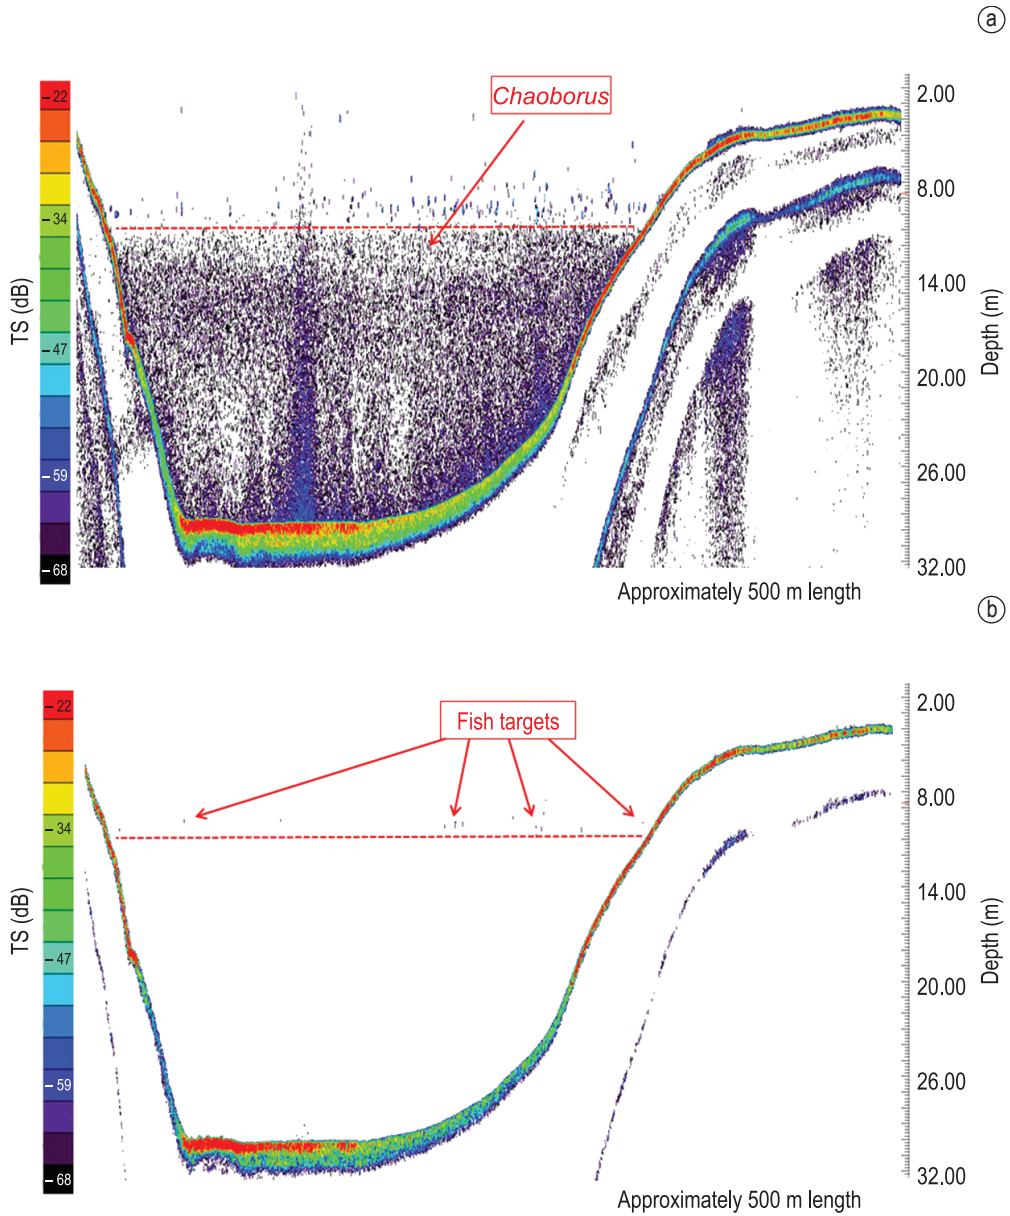 a
Chaoborus
– 22
– 34
– 47
– 59
– 68
TS (dB)
2.00
8.00
14.00
20.00
26.00
32.00
Depth (m)
Approximately 500 m length
b
Fish targets
– 22
– 34
– 47
– 59
– 68
TS (dB)
2.00
8.00
14.00
20.00
26.00
32.00
Depth (m)
Approximately 500 m length